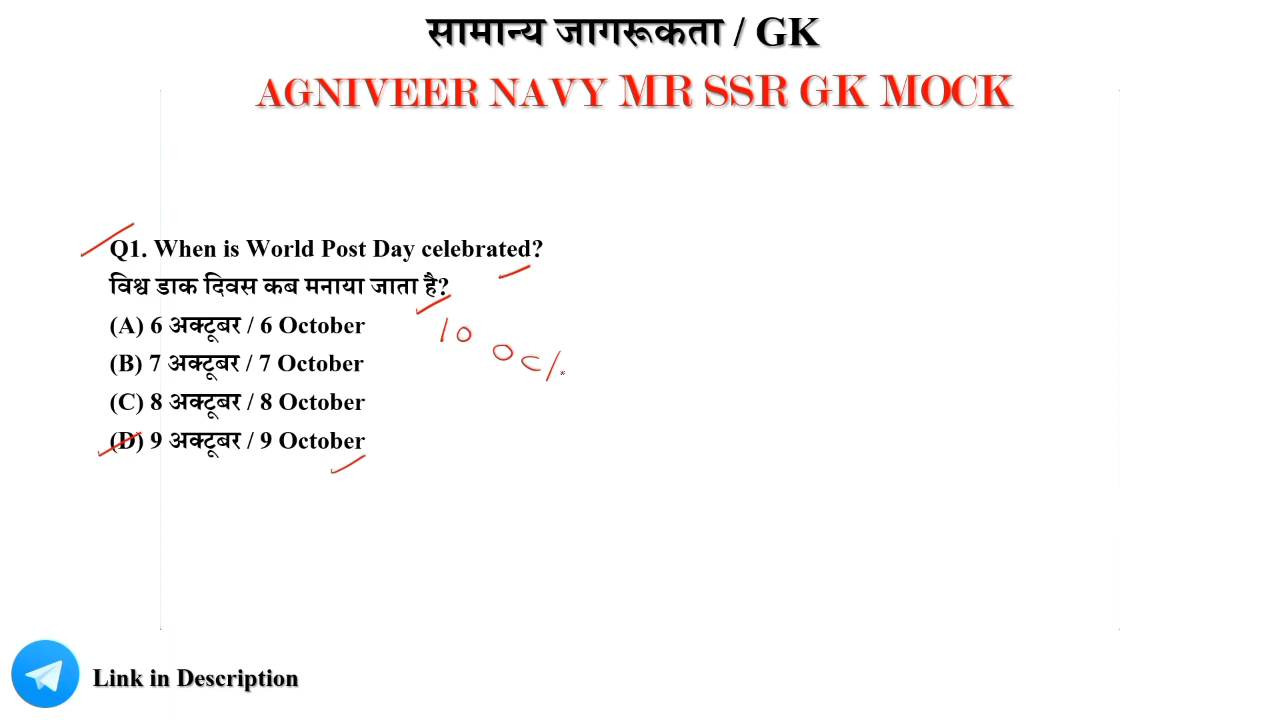 सामान्य जागरूकता / GK
AGNIVEER NAVY MR SSR GK MOCK
Q1. When is World Post Day celebrated?
विश्व डाक दिवस कब मनाया जाता है?
(A) 6 अक्टूबर / 6 October
(B) 7 अक्टूबर / 7 October
(C) 8 अक्टूबर / 8 October
(D) 9 अक्टूबर / 9 October
10 Oc
Link in Description